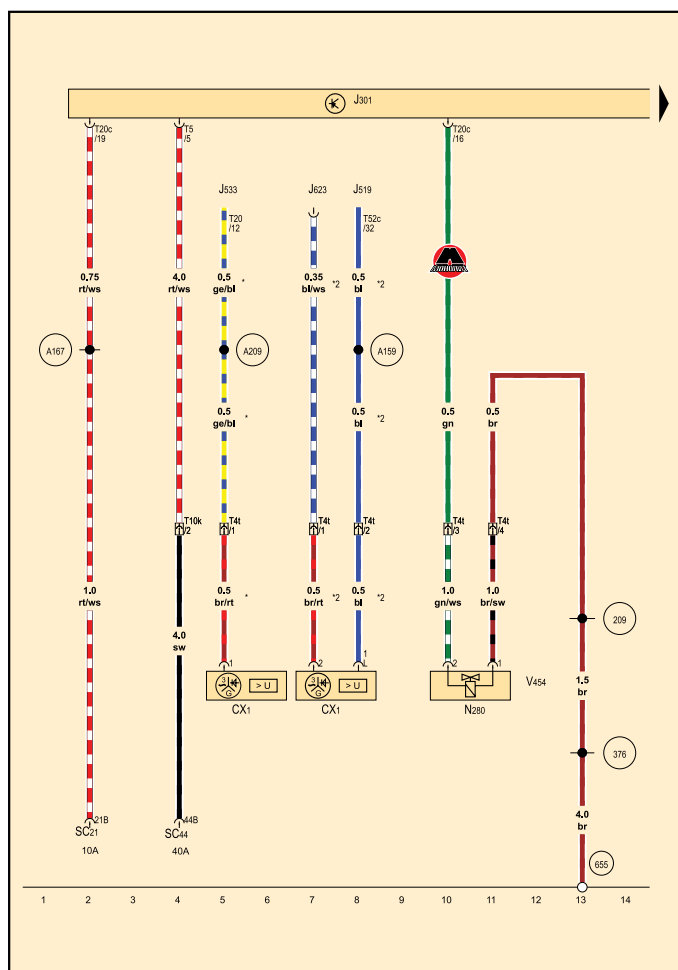 J301
T20c
/19
T5
/5
T20c
/16
J533
J623
J519
T20
/12
T52c
/32
0.75
rt/ws
4.0
rt/ws
0.5
ge/bl *
0.35
bl/ws *2
0.5
bl *2
A167
A209
A159
0.5
ge/bl *
0.5
bl *2
0.5
gn
0.5
br
T10k
/2
T4t
/1
T4t
/1
T4t
/2
T4t
/3
T4t
/4
1.0
rt/ws
4.0
sw
0.5
br/rt *
0.5
br/rt *2
0.5
bl *2
1.0
gn/ws
1.0
br/sw
209
1
2
1
L
2
1
3
G
> U
3
G
> U
V454
1.5
br
CX1
CX1
N280
376
4.0
br
21B
44B
SC21
SC44
10A
40A
655
1 2 3 4 5 6 7 8 9 10 11 12 13 14